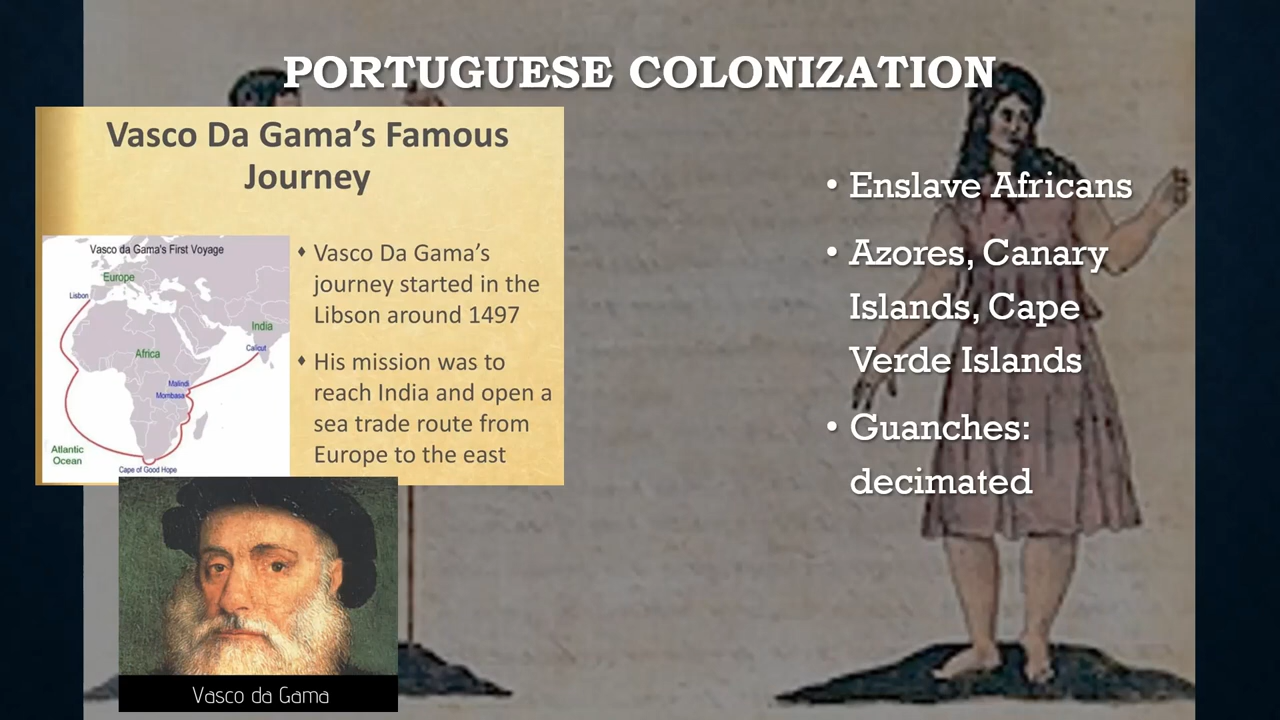 PORTUGUESE COLONIZATION
Vasco Da Gama's Famous
Journey
Vasco da Gama's First Voyage
Europe
Lisbon
India
Calicut
Africa
Malindi
Mombasa
Atlantic
Ocean
Cape of Good Hope
♦ Vasco Da Gama's
journey started in the
Libson around 1497
♦ His mission was to
reach India and open a
sea trade route from
Europe to the east
Vasco da Gama
• Enslave Africans
• Azores, Canary
Islands, Cape
Verde Islands
• Guanches:
decimated